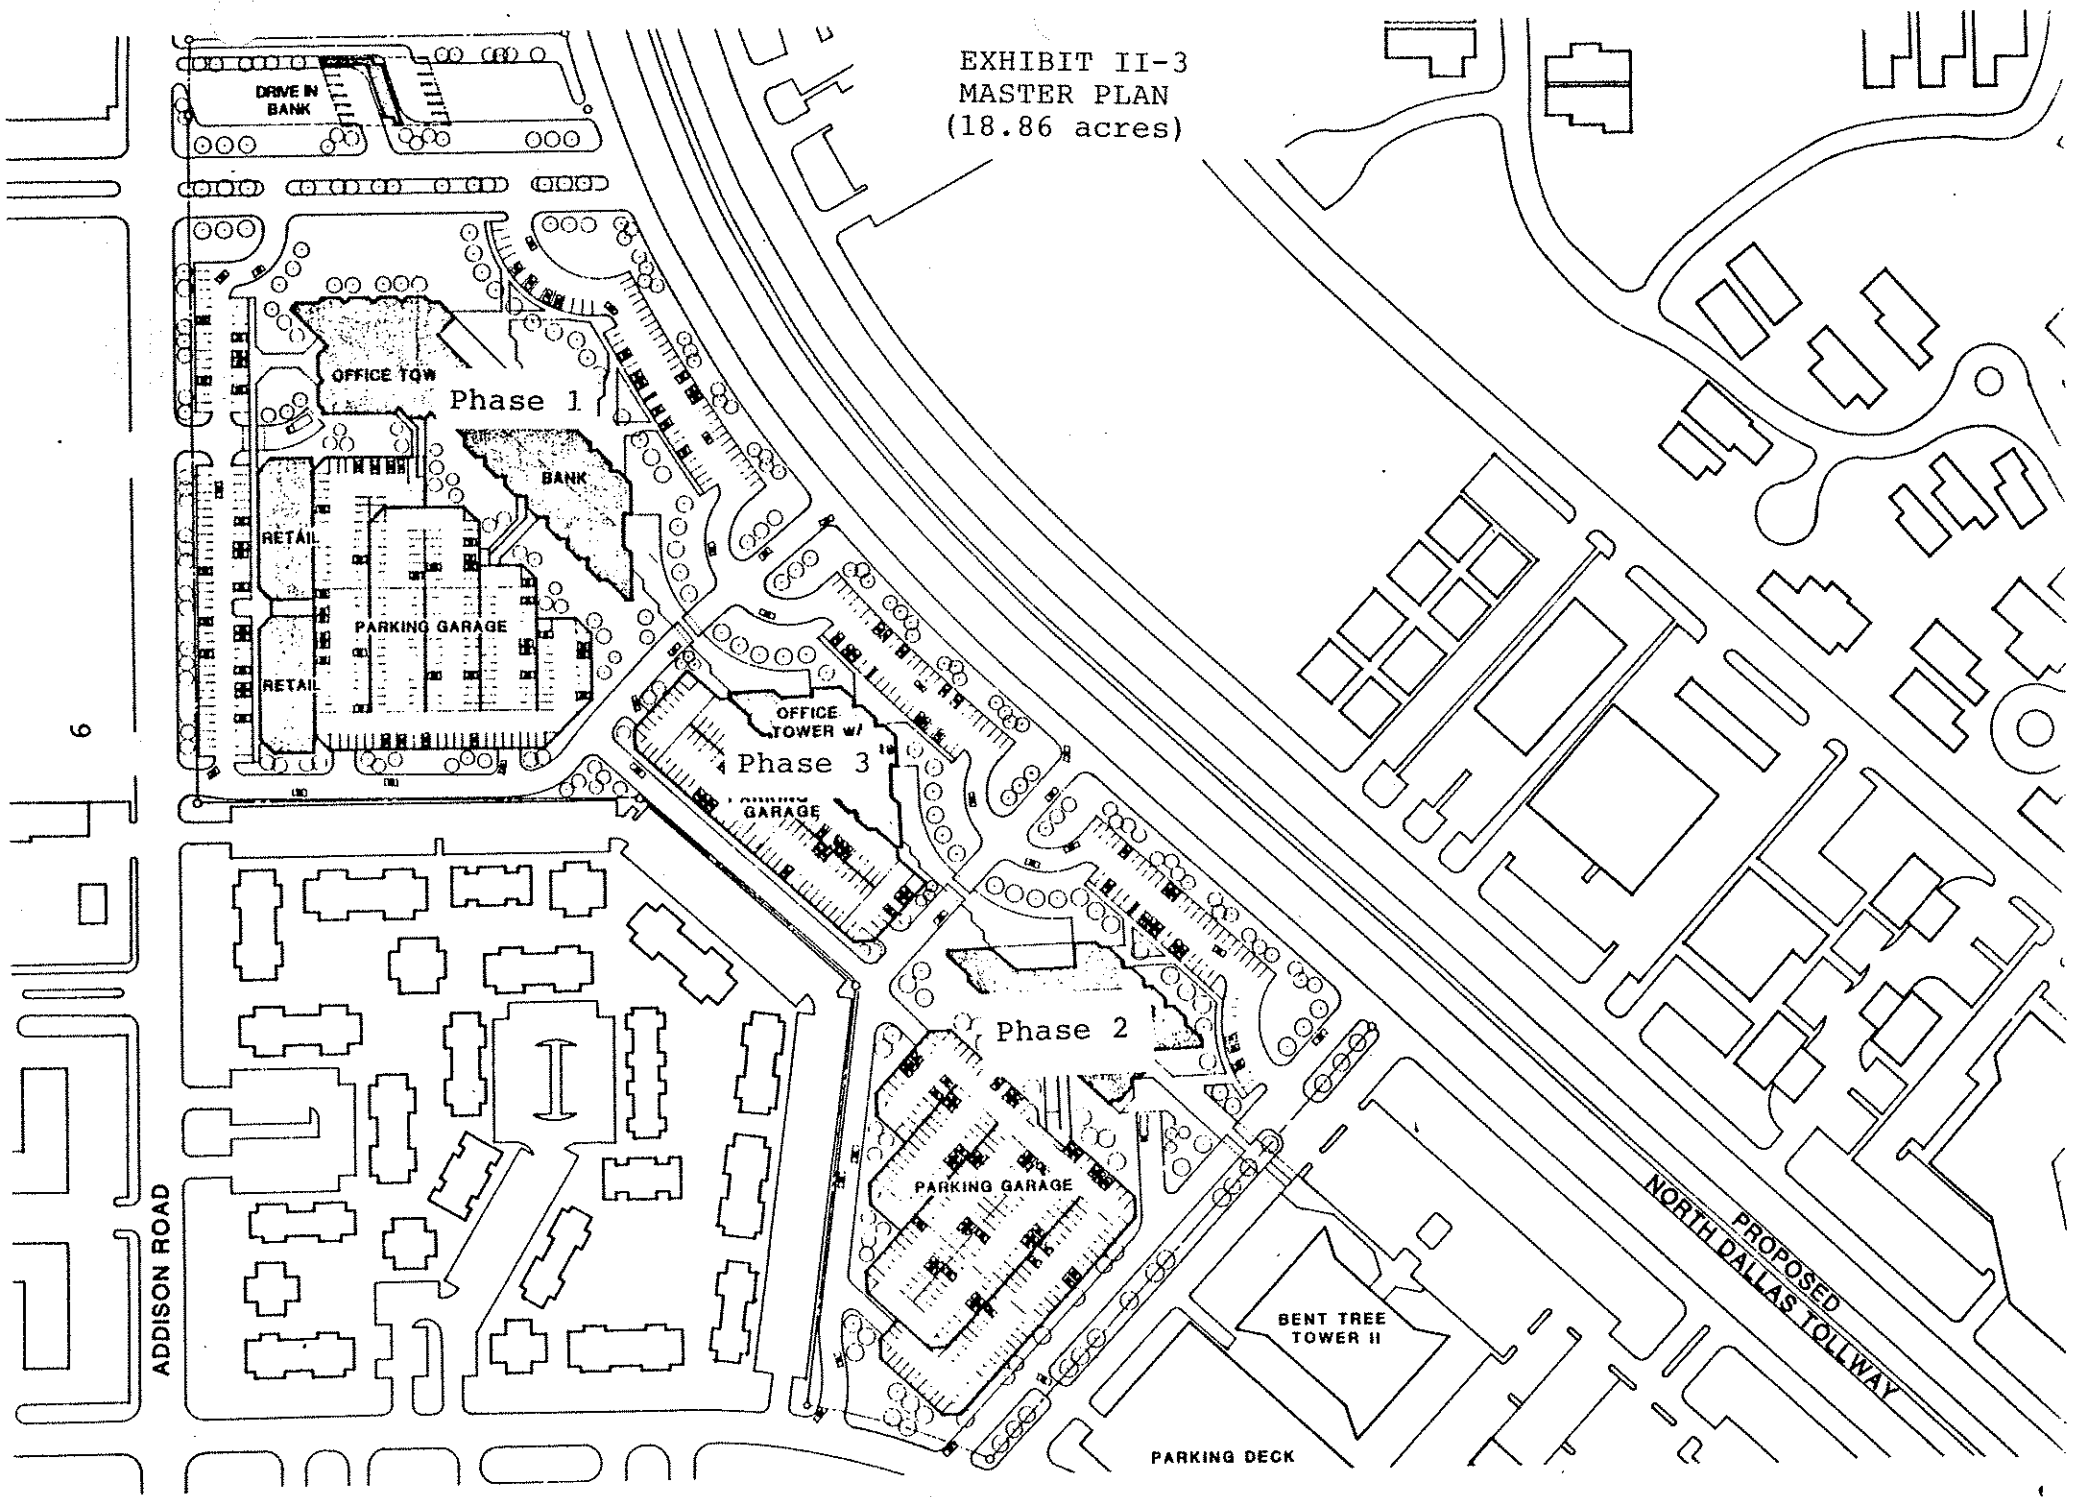 EXHIBIT II-3
MASTER PLAN
(18.86 acres)
DRIVE IN
BANK
OFFICE TOW
Phase 1
BANK
RETAIL
PARKING GARAGE
RETAIL
OFFICE
TOWER w/
Phase 3
PARKING
GARAGE
6
Phase 2
PARKING GARAGE
ADDISON ROAD
BENT TREE
TOWER II
PARKING DECK
PROPOSED
NORTH DALLAS TOLLWAY